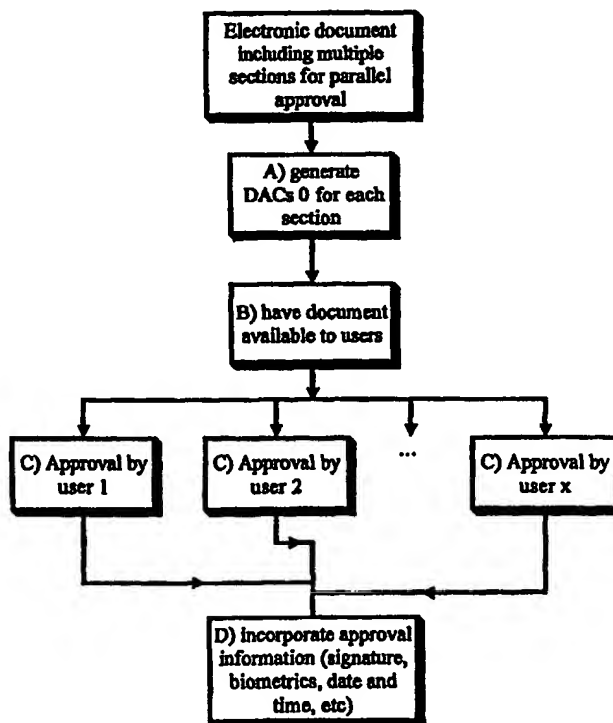 Electronic document
including multiple
sections for parallel
approval
A) generate
DACs 0 for each
section
B) have document
available to users
C) Approval by
user 1
C) Approval by
user 2
...
C) Approval by
user x
D) incorporate approval
information (signature,
biometrics, date and
time, etc)